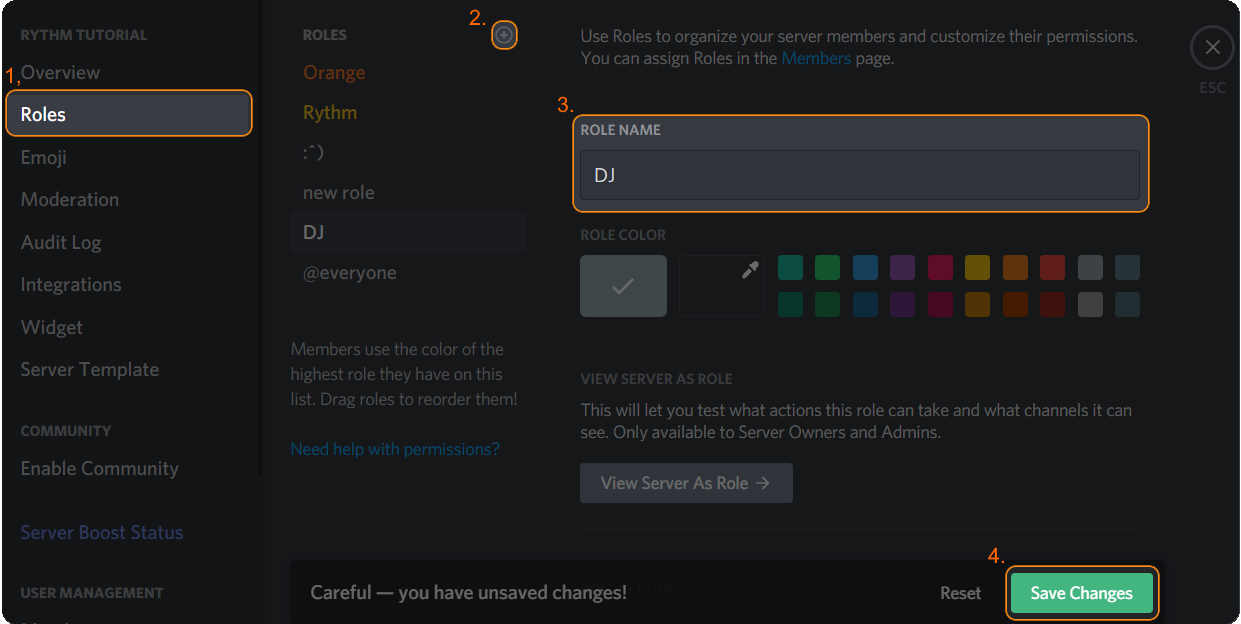 RYTHM TUTORIAL
1,
Overview
Roles
Emoji
Moderation
Audit Log
Integrations
Widget
Server Template
COMMUNITY
Enable Community
Server Boost Status
USER MANAGEMENT
ROLES
2.
Orange
Rythm
:^)
new role
DJ
@everyone
Members use the color of the
highest role they have on this
list. Drag roles to reorder them!
Need help with permissions?
Use Roles to organize your server members and customize their permissions.
You can assign Roles in the Members page.
ESC
3.
ROLE NAME
DJ
ROLE COLOR
VIEW SERVER AS ROLE
This will let you test what actions this role can take and what channels it can
see. Only available to Server Owners and Admins.
View Server As Role →
Careful — you have unsaved changes!
Reset
4.
Save Changes